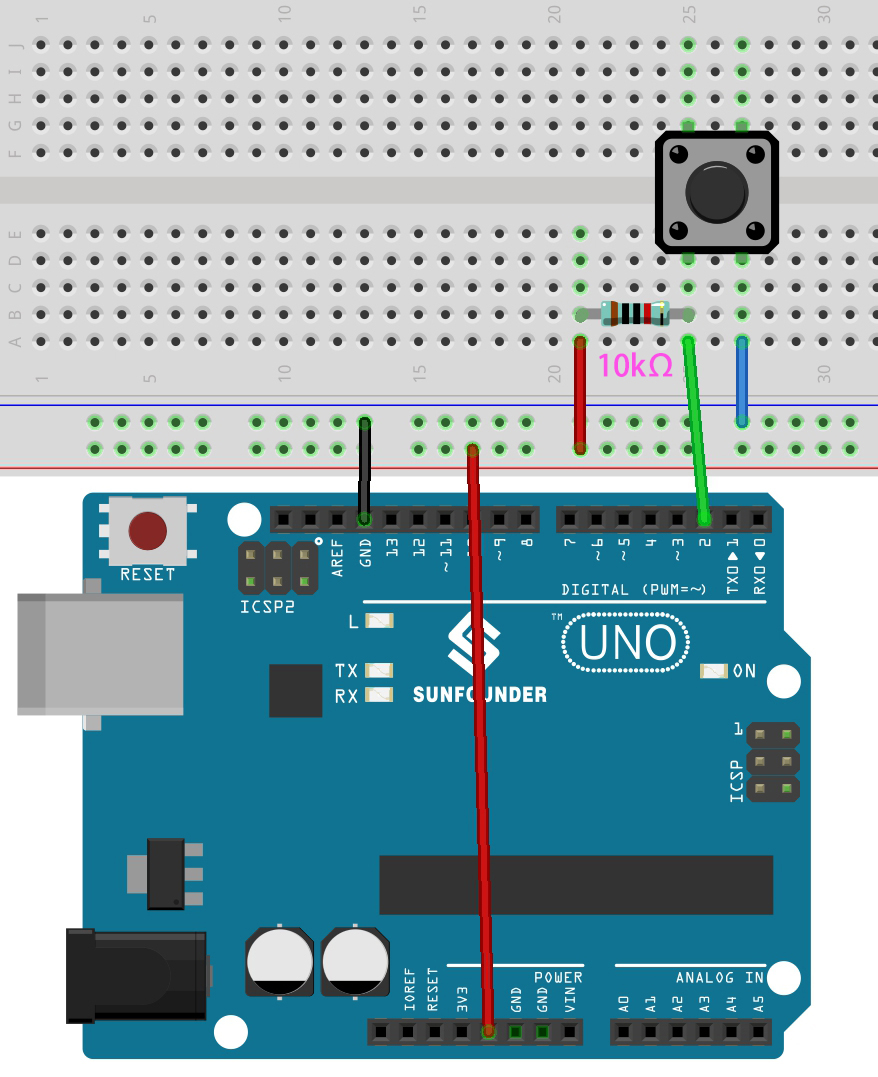 1 5 10 15 20 25 30
J
I
H
G
F
E
D
C
B
A
10kΩ
1 5 10 15 20 30
RESET
AREF GND 13 12 ~11 ~9 8 7 ~6 ~5 4 ~3 2 TX0▶1 RX0◀0
ICSP2
DIGITAL (PWM=~)
L
TX
RX
SUNFOUNDER
™
UNO
ON
1
ICSP
POWER
ANALOG IN
IOREF RESET 3V3 GND GND VIN A0 A1 A2 A3 A4 A5